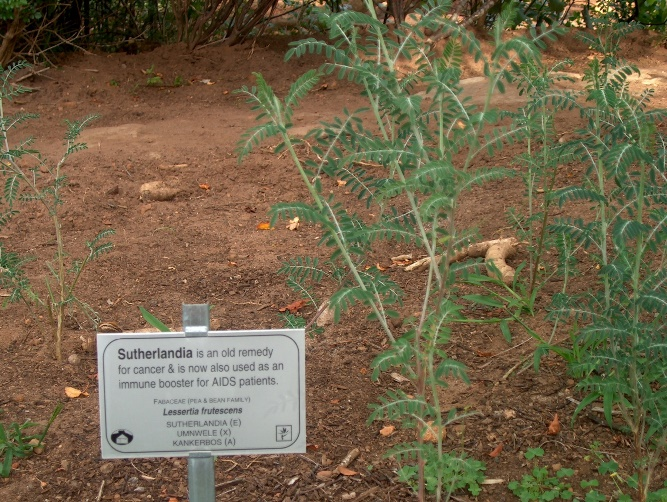 Sutherlandia is an old remedy
for cancer & is now also used as an
immune booster for AIDS patients.
FABACEAE (PEA & BEAN FAMILY)
Lessertia frutescens
SUTHERLANDIA (E)
UMNWELE (X)
KANKERBOS (A)